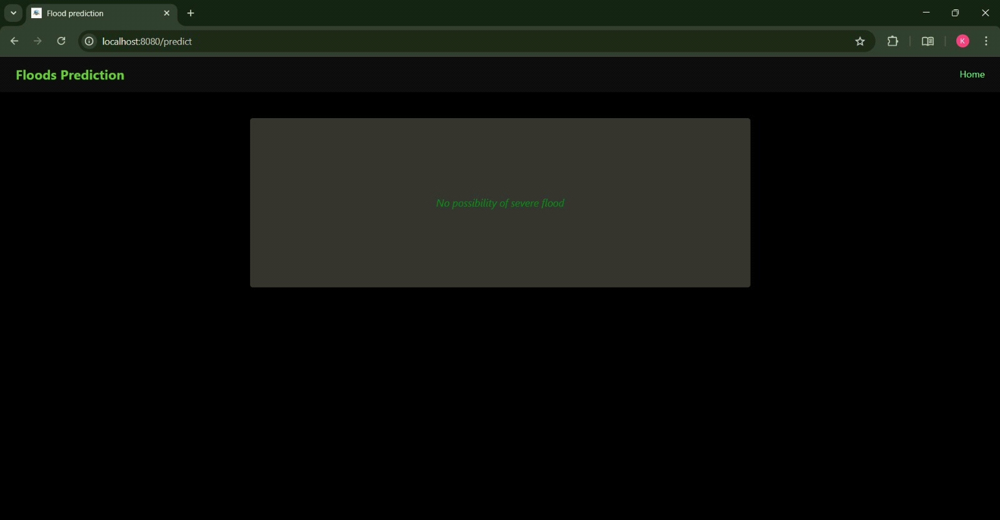 Flood prediction
localhost:8080/predict
K
Floods Prediction
Home
No possibility of severe flood